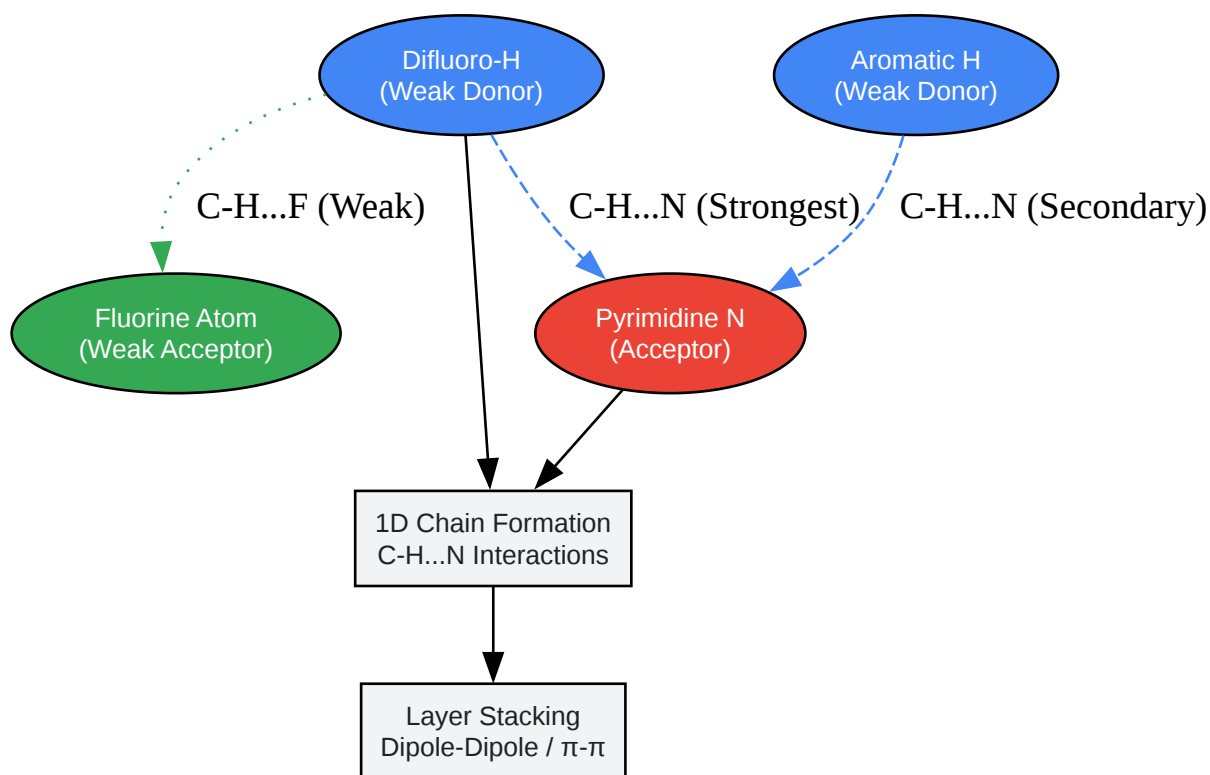 Difluoro-H
(Weak Donor)
Aromatic H
(Weak Donor)
C-H...F (Weak)
C-H...N (Strongest)
C-H...N (Secondary)
Fluorine Atom
(Weak Acceptor)
Pyrimidine N
(Acceptor)
1D Chain Formation
C-H...N Interactions
Layer Stacking
Dipole-Dipole / π-π